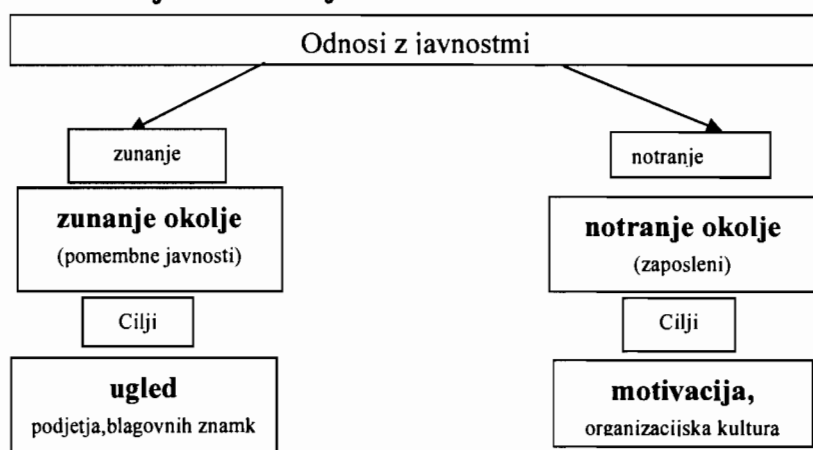 Odnosi z javnostmi
zunanje
notranje
zunanje okolje
(pomembne javnosti)
notranje okolje
(zaposleni)
Cilji
Cilji
ugled
podjetja,blagovnih znamk
motivacija,
organizacijska kultura